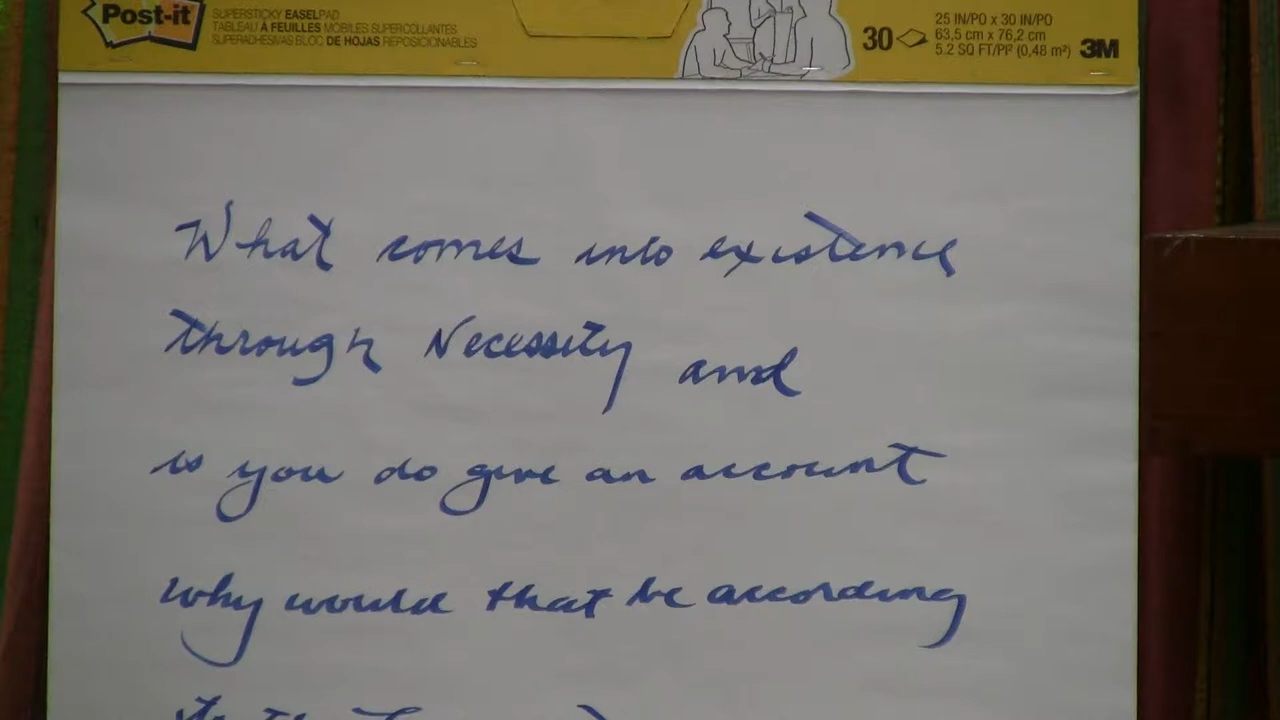 Post-it
SUPERSTICKY EASELPAD
TABLEAU À FEUILLES MOBILES SUPERCOLLANTES
SUPERADHESIVAS BLOC DE HOJAS REPOSICIONABLES
30
25 IN/PO x 30 IN/PO
63,5 cm x 76,2 cm
5.2 SQ FT/PI² (0,48 m²)
3M
What comes into existence
through Necessity and
is you do give an account
why would that be according